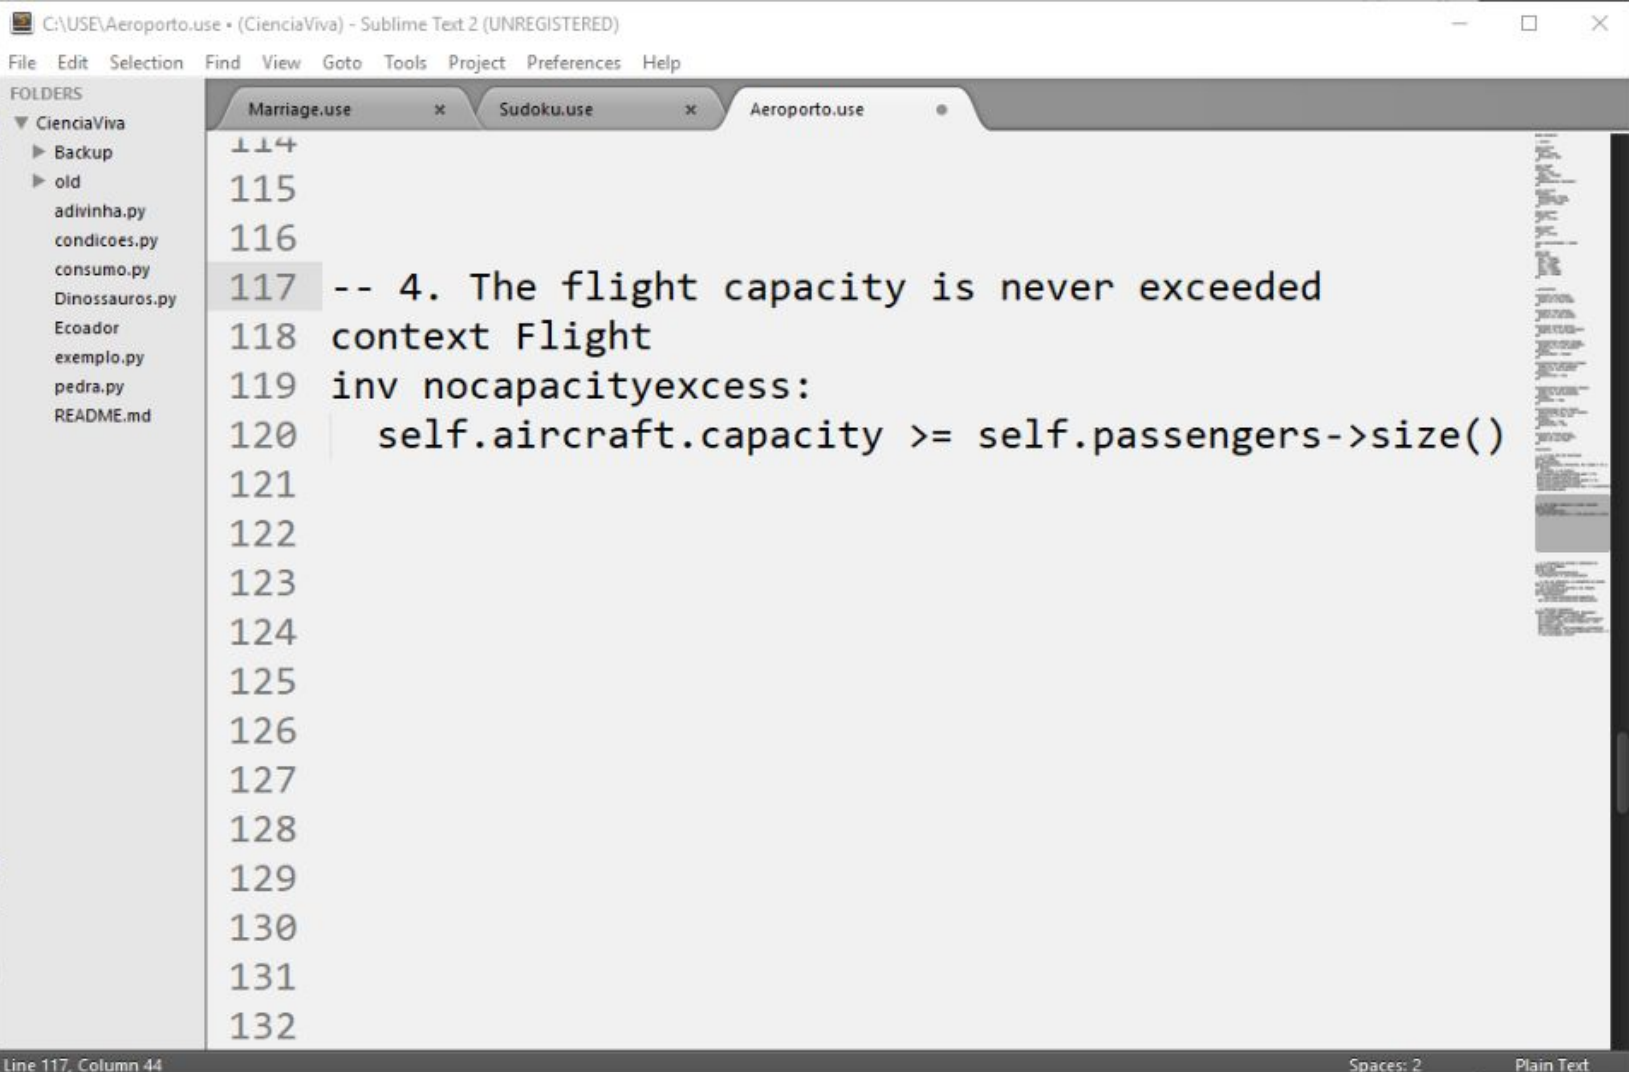 C:\USE\Aeroporto.use • (CienciaViva) - Sublime Text 2 (UNREGISTERED)
File Edit Selection Find View Goto Tools Project Preferences Help
FOLDERS
CienciaViva
Backup
old
adivinha.py
condicoes.py
consumo.py
Dinossauros.py
Ecoador
exemplo.py
pedra.py
README.md
Marriage.use × Sudoku.use × Aeroporto.use
114
115
116
117 -- 4. The flight capacity is never exceeded
118 context Flight
119 inv nocapacityexcess:
120 self.aircraft.capacity >= self.passengers->size()
121
122
123
124
125
126
127
128
129
130
131
132
Line 117, Column 44 Spaces: 2 Plain Text